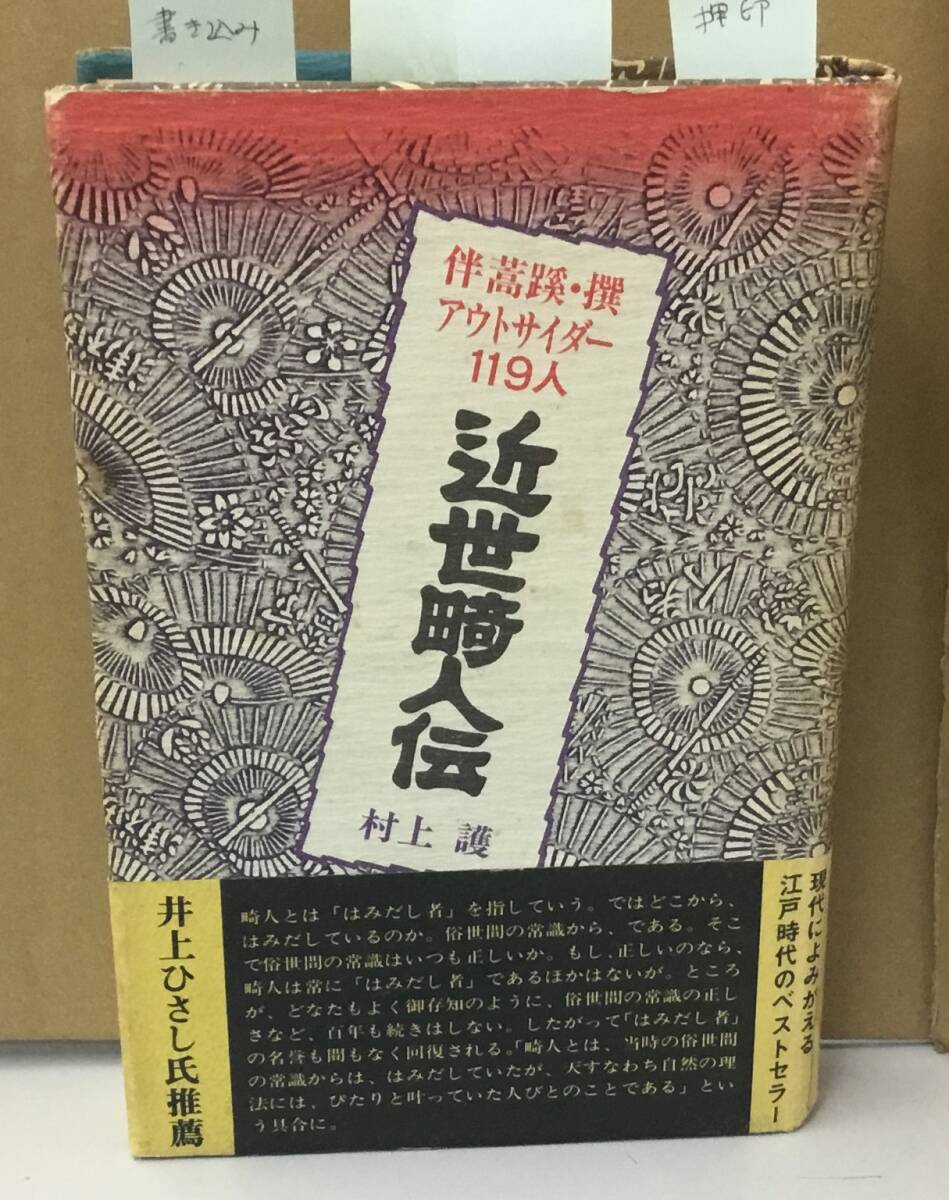 書き込み
押印
伴蒿蹊・撰
アウトサイダー
119人
近世畸人伝
村上 護
井上ひさし氏推薦
畸人とは「はみだし者」を指していう。ではどこから、
はみだしているのか。俗世間の常識から、である。そこ
で俗世間の常識はいつも正しいか。もし、正しいのなら、
畸人は常に「はみだし者」であるほかはないが。ところ
が、どなたもよく御存知のように、俗世間の常識の正し
さなど、百年も続きはしない。したがって「はみだし者」
の名誉も間もなく回復される。「畸人とは、当時の俗世間
の常識からは、はみだしていたが、天すなわち自然の理
法には、ぴたりと叶っていた人びとのことである」とい
う具合に。
現代によみがえる
江戸時代のベストセラー